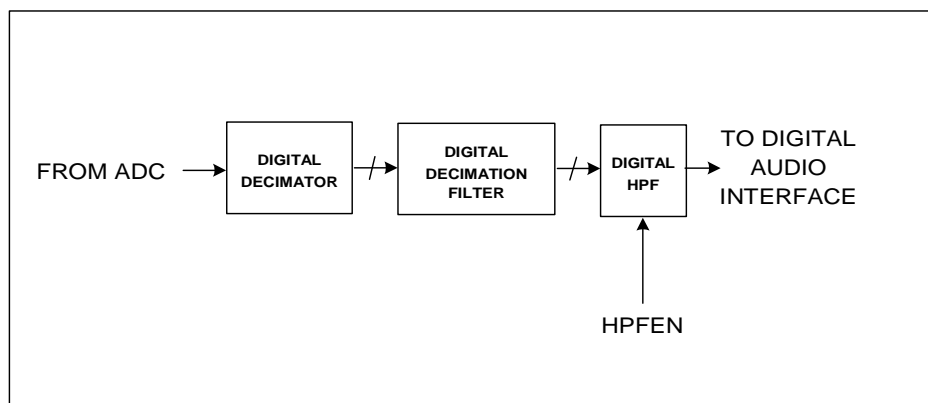 FROM ADC
DIGITAL
DECIMATOR
DIGITAL
DECIMATION
FILTER
DIGITAL
HPF
TO DIGITAL
AUDIO
INTERFACE
HPFEN